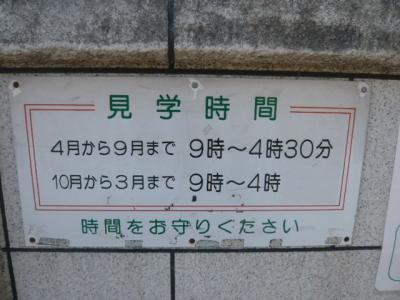 見学時間
4月から9月まで 9時～4時30分
10月から3月まで 9時～4時
時間をお守りください